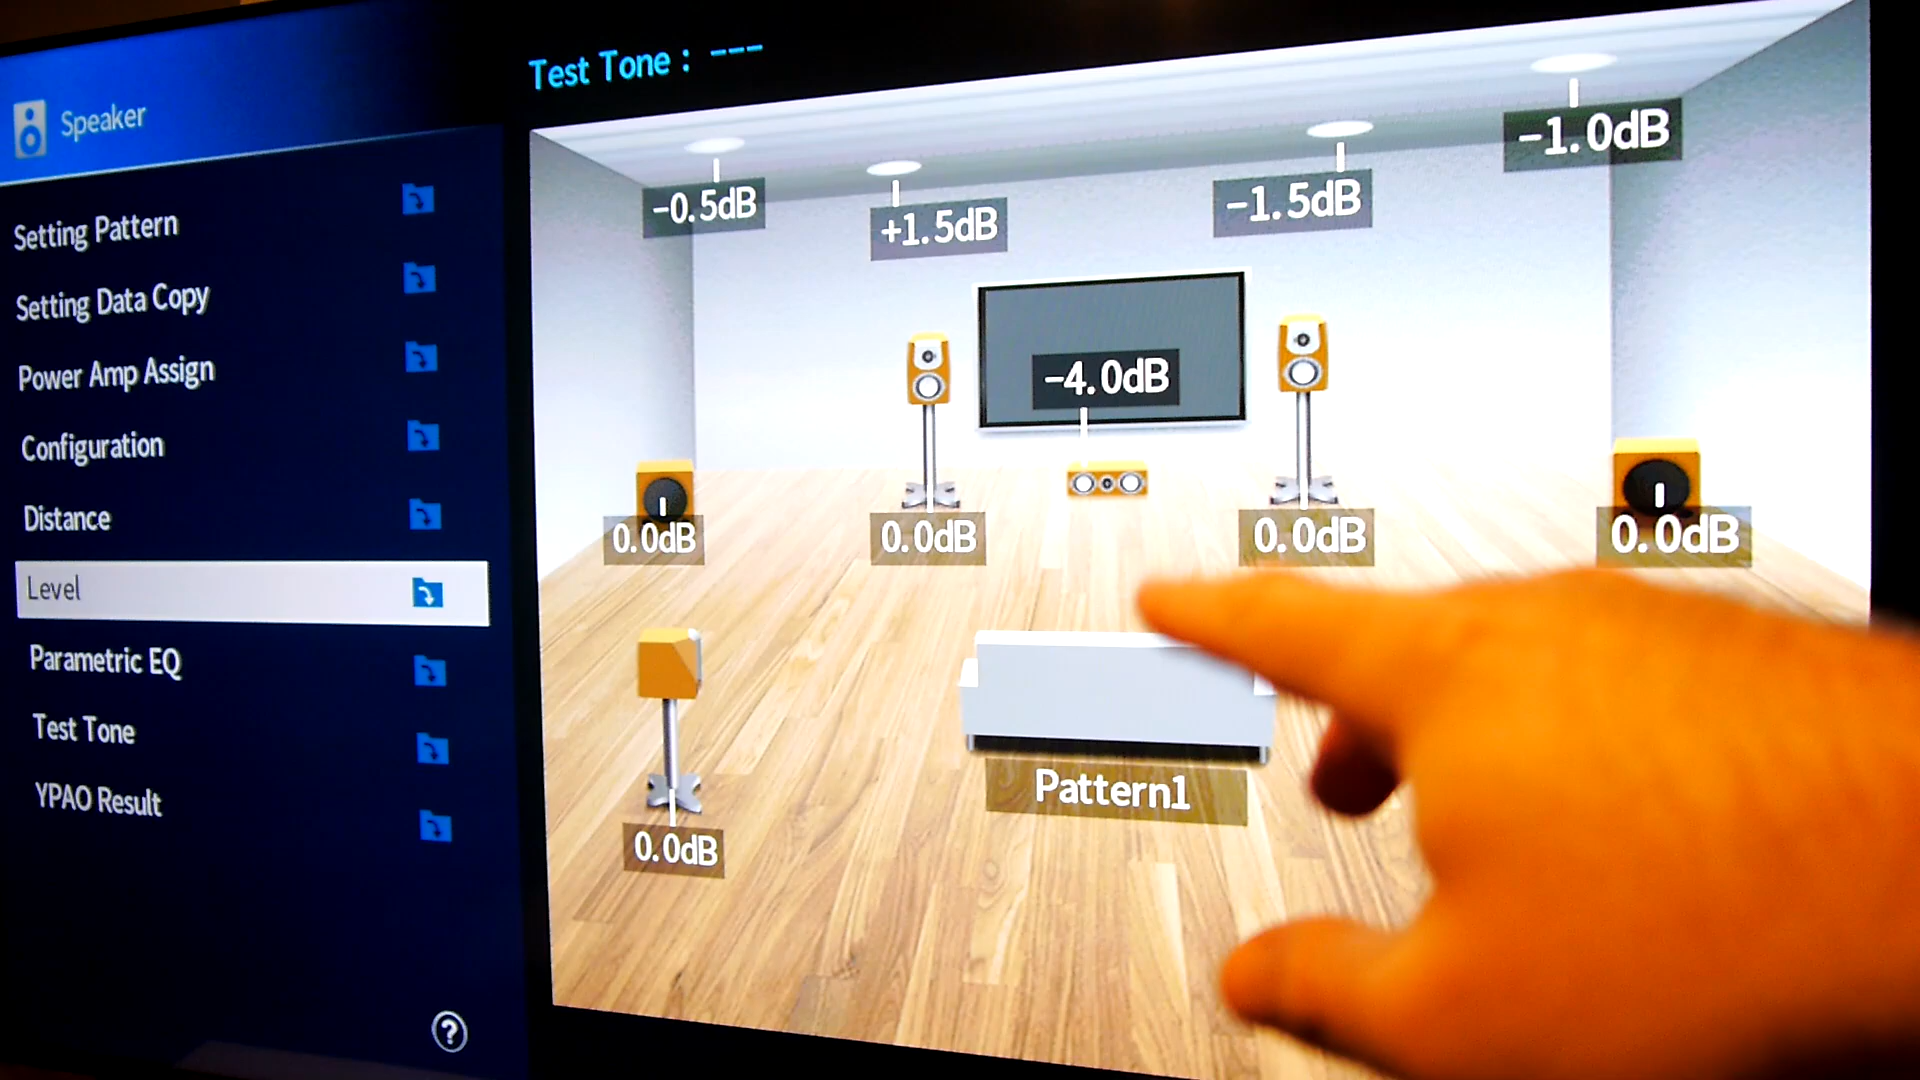 Speaker
Setting Pattern
Setting Data Copy
Power Amp Assign
Configuration
Distance
Level
Parametric EQ
Test Tone
YPAO Result
?
Test Tone : ---
-0.5dB
+1.5dB
-1.5dB
-1.0dB
-4.0dB
0.0dB
0.0dB
0.0dB
0.0dB
Pattern1
0.0dB